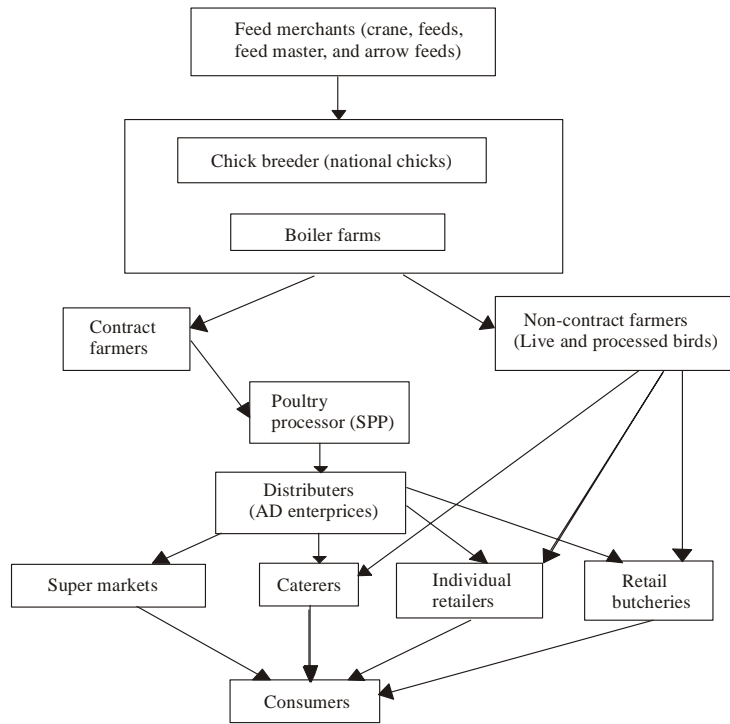 Feed merchants (crane, feeds,
feed master, and arrow feeds)
Chick breeder (national chicks)
Boiler farms
Contract
farmers
Non-contract farmers
(Live and processed birds)
Poultry
processor (SPP)
Distributers
(AD enterprices)
Super markets
Caterers
Individual
retailers
Retail
butcheries
Consumers